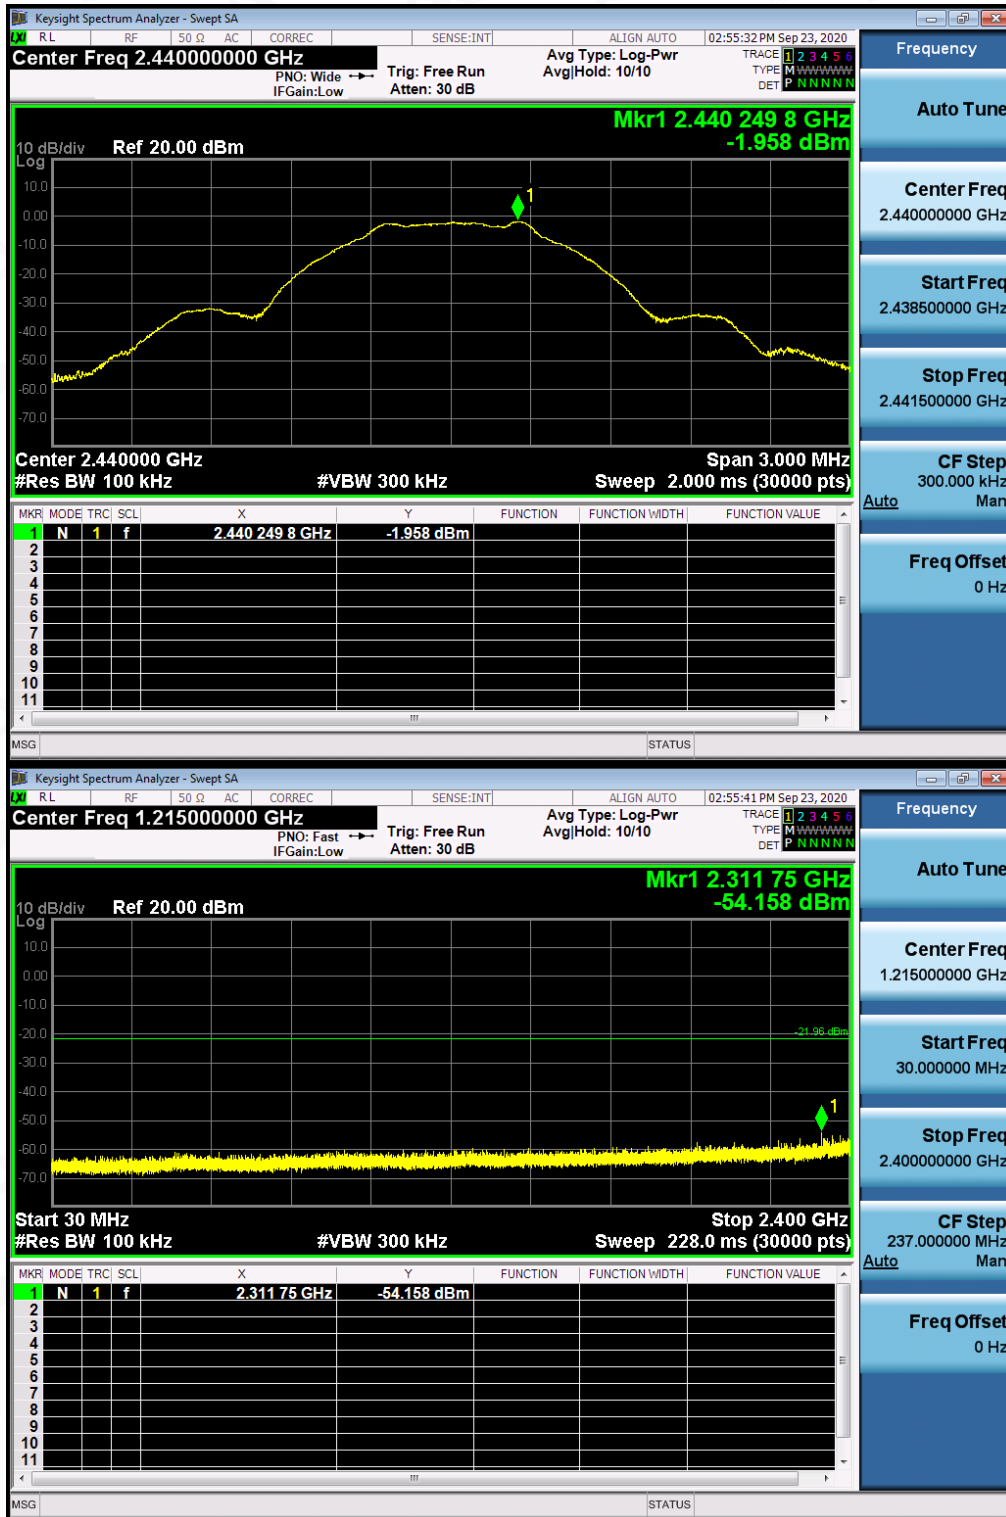 Keysight Spectrum Analyzer - Swept SA
LXI RL RF 50 Ω AC CORREC SENSE:INT ALIGN AUTO 02:55:32 PM Sep 23, 2020
Center Freq 2.440000000 GHz
PNO: Wide
IFGain:Low
Trig: Free Run
Atten: 30 dB
Avg Type: Log-Pwr
Avg|Hold: 10/10
TRACE 1 2 3 4 5 6
TYPE M WWWWW
DET P N N N N N
Mkr1 2.440 249 8 GHz
-1.958 dBm
10 dB/div Ref 20.00 dBm
Log
10.0
0.00
-10.0
-20.0
-30.0
-40.0
-50.0
-60.0
-70.0
1
Center 2.440000 GHz Span 3.000 MHz
#Res BW 100 kHz #VBW 300 kHz Sweep 2.000 ms (30000 pts)
MKR MODE TRC SCL X Y FUNCTION FUNCTION WIDTH FUNCTION VALUE
1 N 1 f 2.440 249 8 GHz -1.958 dBm
2
3
4
5
6
7
8
9
10
11
MSG STATUS
Frequency
Auto Tune
Center Freq
2.440000000 GHz
Start Freq
2.438500000 GHz
Stop Freq
2.441500000 GHz
CF Step
300.000 kHz
Auto Man
Freq Offset
0 Hz
Keysight Spectrum Analyzer - Swept SA
LXI RL RF 50 Ω AC CORREC SENSE:INT ALIGN AUTO 02:55:41 PM Sep 23, 2020
Center Freq 1.215000000 GHz
PNO: Fast
IFGain:Low
Trig: Free Run
Atten: 30 dB
Avg Type: Log-Pwr
Avg|Hold: 10/10
TRACE 1 2 3 4 5 6
TYPE M WWWWW
DET P N N N N N
Mkr1 2.311 75 GHz
-54.158 dBm
10 dB/div Ref 20.00 dBm
Log
10.0
0.00
-10.0
-20.0
-30.0
-40.0
-50.0
-60.0
-70.0
-21.96 dBm
1
Start 30 MHz Stop 2.400 GHz
#Res BW 100 kHz #VBW 300 kHz Sweep 228.0 ms (30000 pts)
MKR MODE TRC SCL X Y FUNCTION FUNCTION WIDTH FUNCTION VALUE
1 N 1 f 2.311 75 GHz -54.158 dBm
2
3
4
5
6
7
8
9
10
11
MSG STATUS
Frequency
Auto Tune
Center Freq
1.215000000 GHz
Start Freq
30.000000 MHz
Stop Freq
2.400000000 GHz
CF Step
237.000000 MHz
Auto Man
Freq Offset
0 Hz